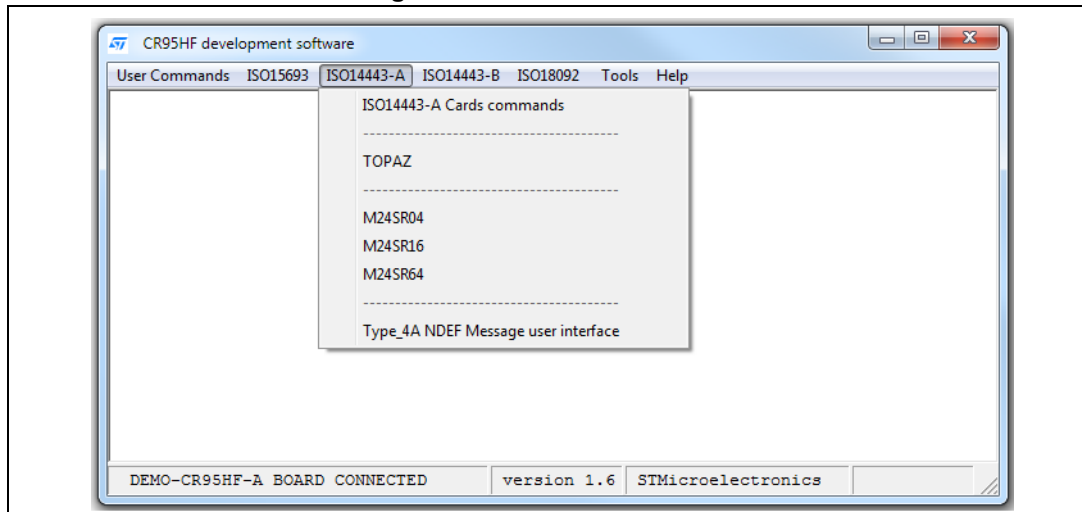 CR95HF development software
User Commands ISO15693 ISO14443-A ISO14443-B ISO18092 Tools Help
ISO14443-A Cards commands
----------------------------------------
TOPAZ
----------------------------------------
M24SR04
M24SR16
M24SR64
----------------------------------------
Type_4A NDEF Message user interface
DEMO-CR95HF-A BOARD CONNECTED version 1.6 STMicroelectronics